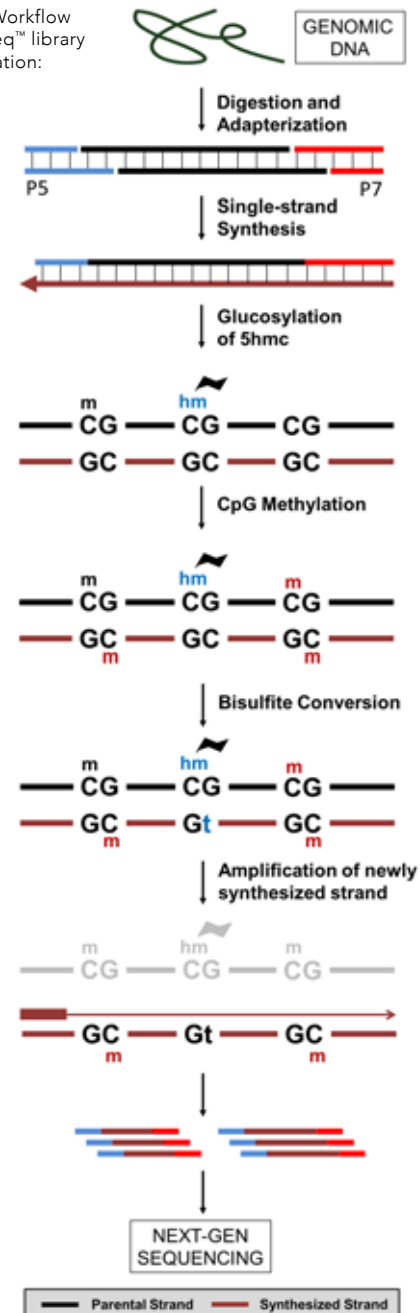 Workflow
eq™ library
ation:
GENOMIC
DNA
Digestion and
Adapterization
P5 P7
Single-strand
Synthesis
Glucosylation
of 5hmc
m hm
CG CG CG
GC GC GC
CpG Methylation
m hm m
CG CG CG
GC GC GC
m m
Bisulfite Conversion
m hm m
CG CG CG
GC Gt GC
m m
Amplification of newly
synthesized strand
m hm m
CG CG CG
GC Gt GC
m m
NEXT-GEN
SEQUENCING
Parental Strand Synthesized Strand